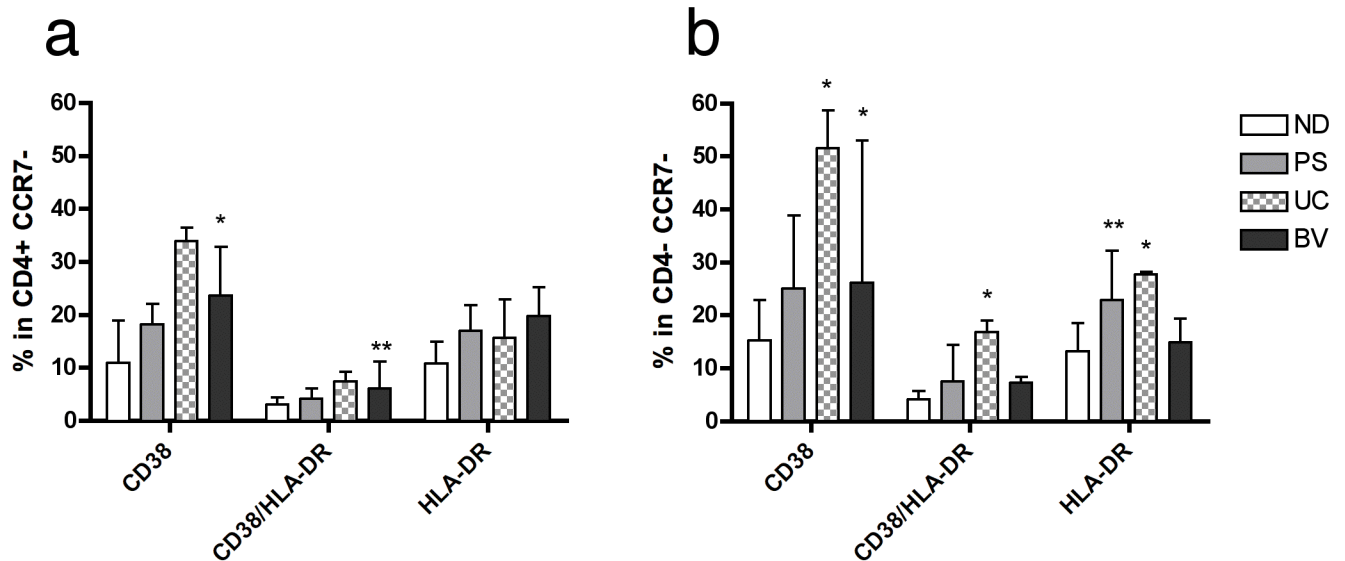 a
% in CD4+ CCR7-
60
50
40
30
20
10
0
*
**
CD38
CD38/HLA-DR
HLA-DR
b
% in CD4- CCR7-
60
50
40
30
20
10
0
*
*
*
**
*
CD38
CD38/HLA-DR
HLA-DR
ND
PS
UC
BV